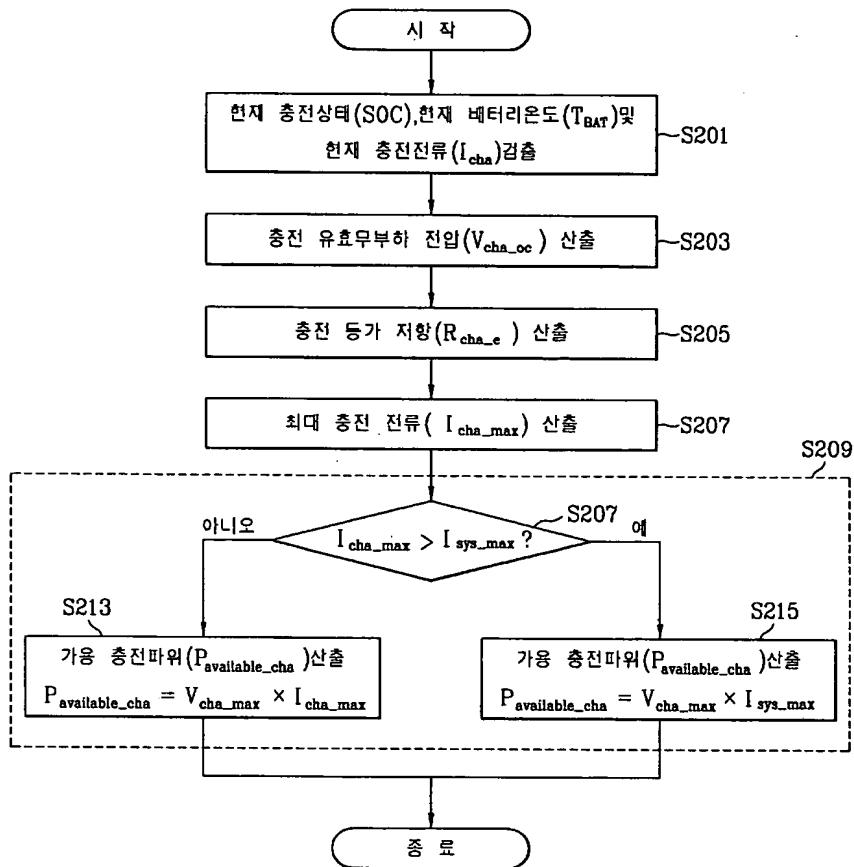 시 작
현재 충전상태(SOC),현재 배터리온도(T_BAT)및
현재 충전전류(I_cha)검출
S201
충전 유효무부하 전압(V_cha_oc) 산출
S203
충전 등가 저항(R_cha_e) 산출
S205
최대 충전 전류( I_cha_max) 산출
S207
S209
S207
아니오
I_cha_max > I_sys_max ?
예
S213
가용 충전파워(P_available_cha)산출
P_available_cha = V_cha_max × I_cha_max
S215
가용 충전파워(P_available_cha)산출
P_available_cha = V_cha_max × I_sys_max
종 료